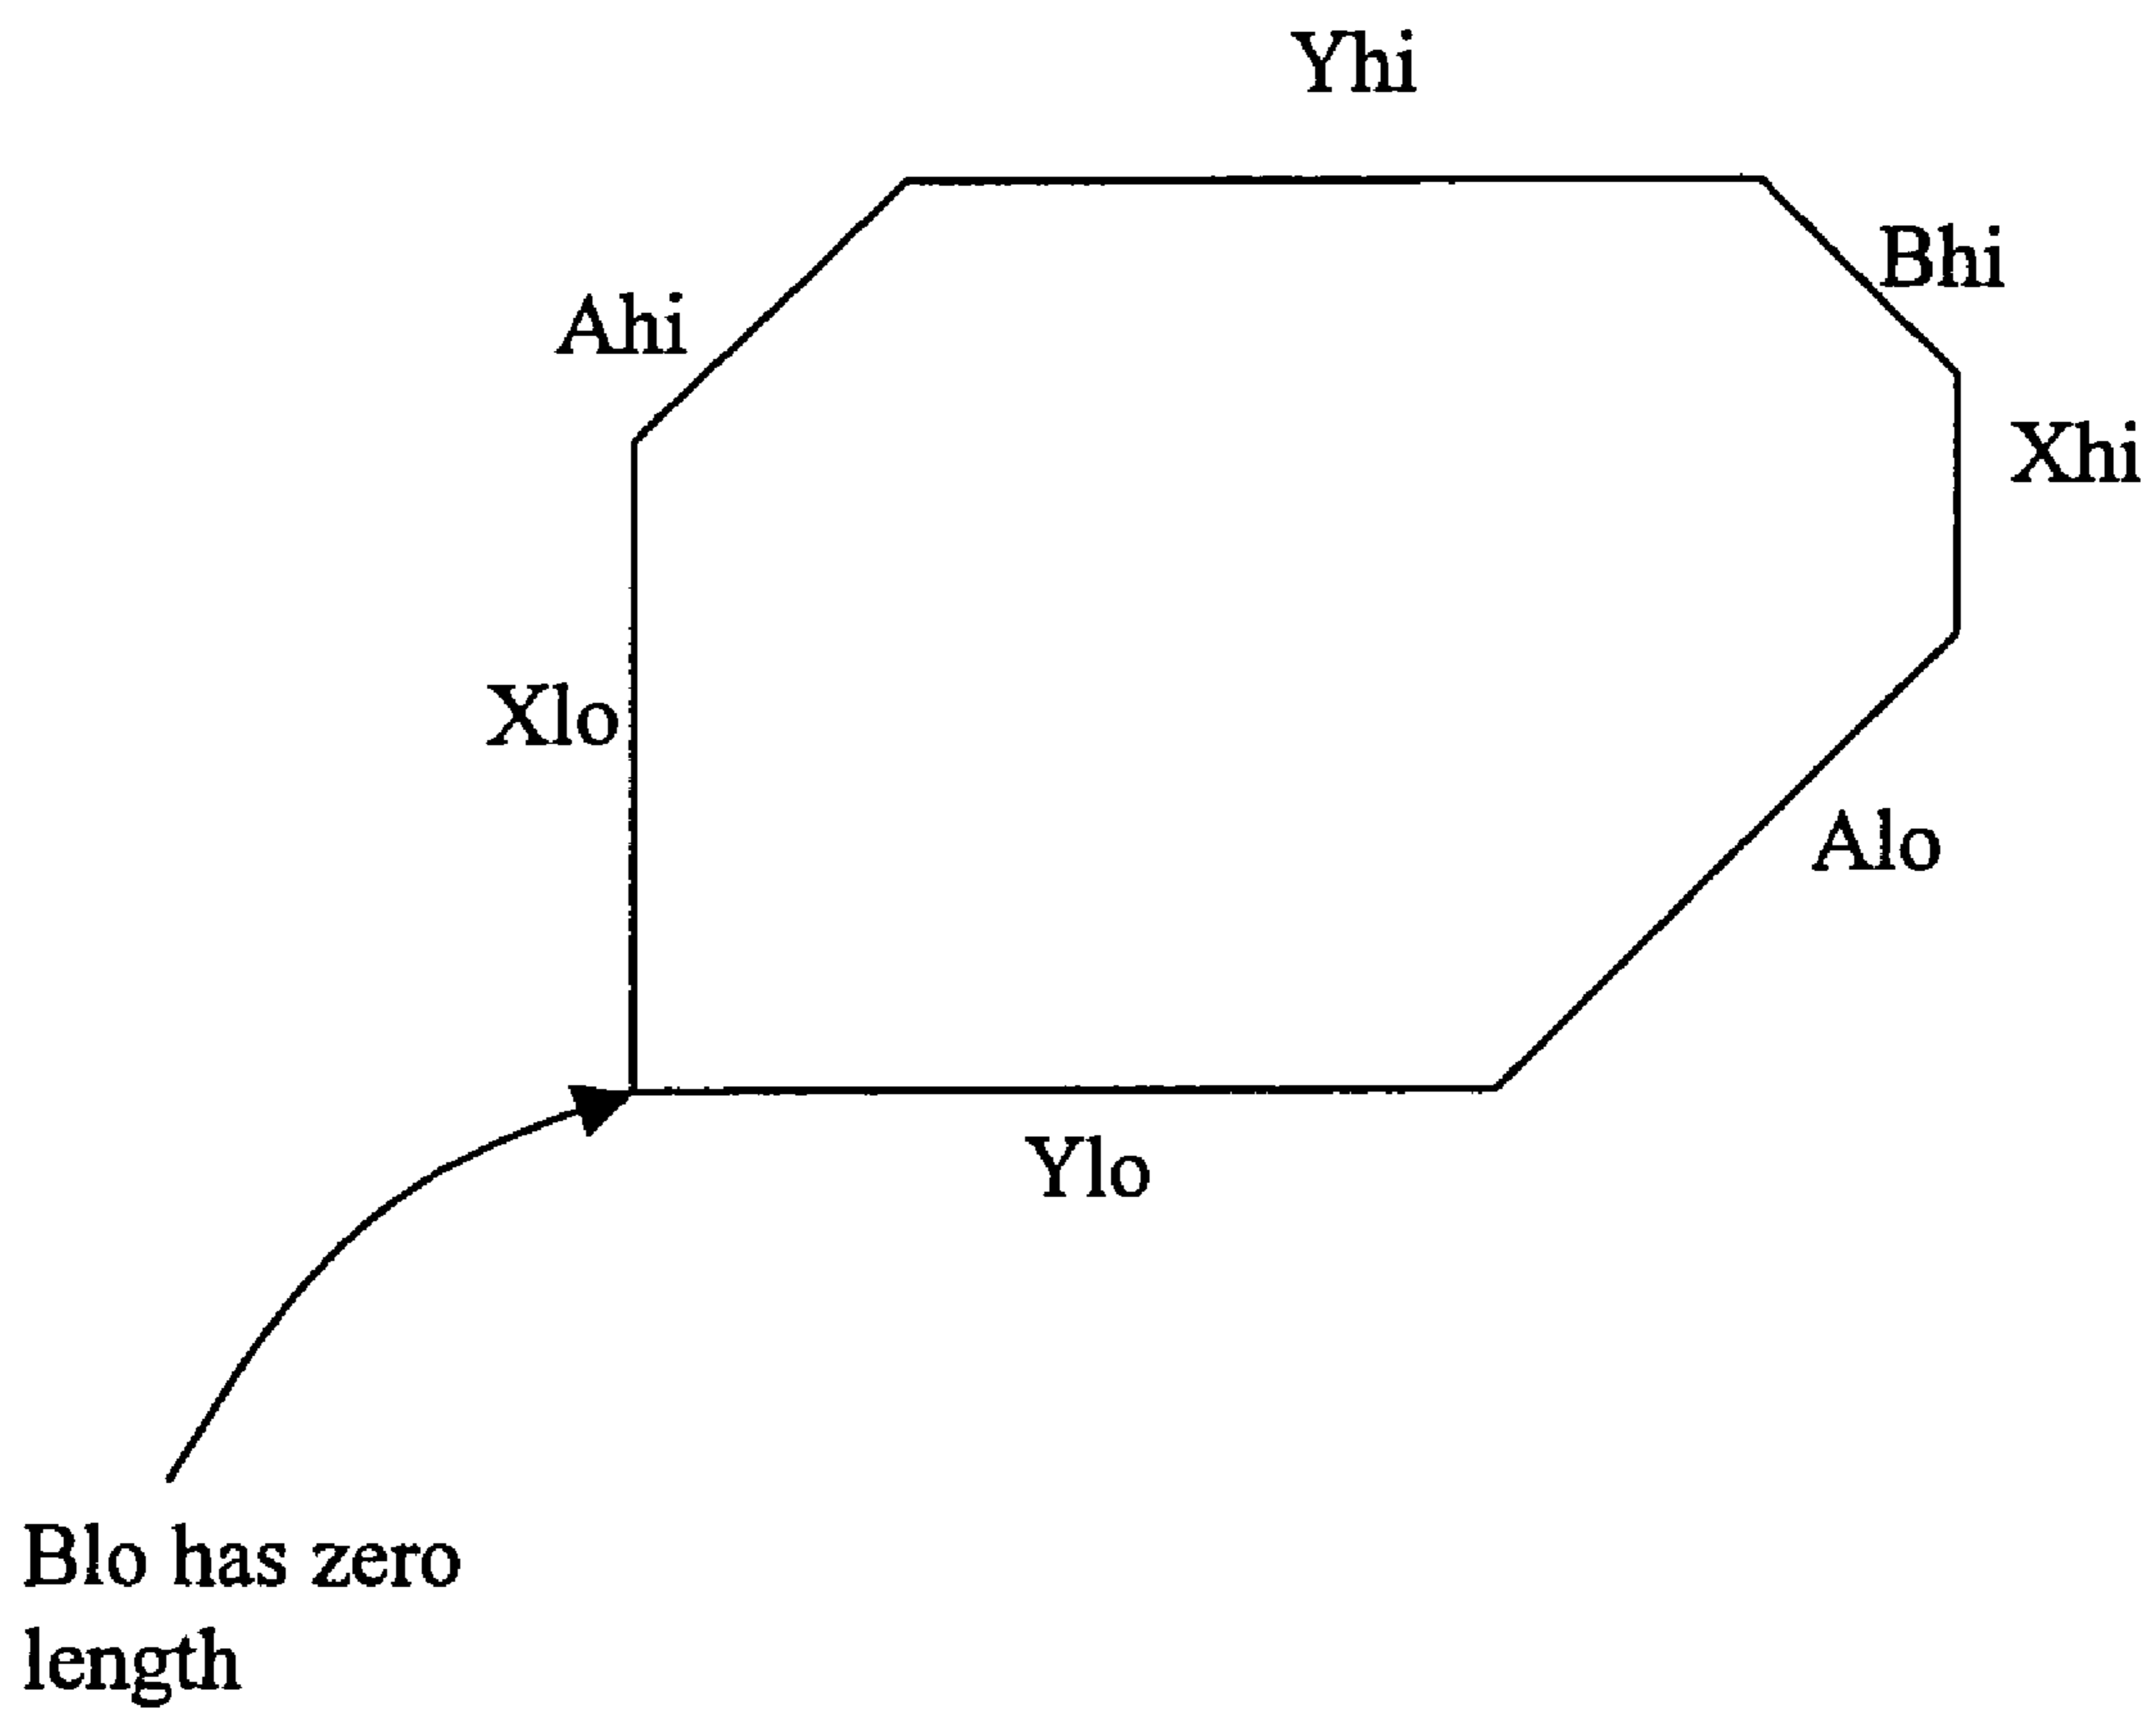 Yhi
Bhi
Ahi
Xhi
Xlo
Alo
Ylo
Blo has zero
length